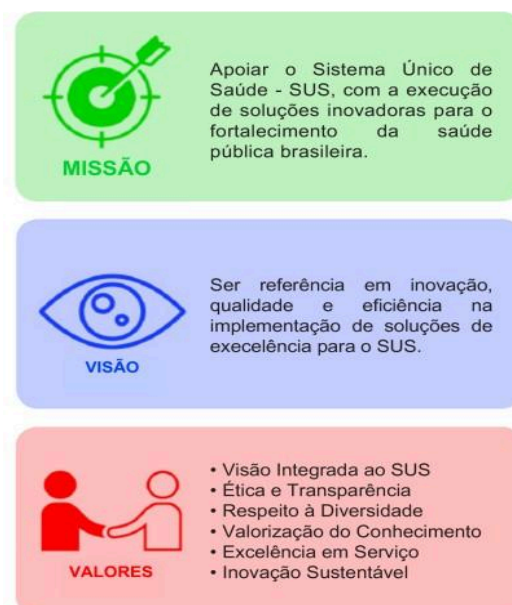 MISSÃO
Apoiar o Sistema Único de
Saúde - SUS, com a execução
de soluções inovadoras para o
fortalecimento da saúde
pública brasileira.
VISÃO
Ser referência em inovação,
qualidade e eficiência na
implementação de soluções de
execelência para o SUS.
VALORES
• Visão Integrada ao SUS
• Ética e Transparência
• Respeito à Diversidade
• Valorização do Conhecimento
• Excelência em Serviço
• Inovação Sustentável